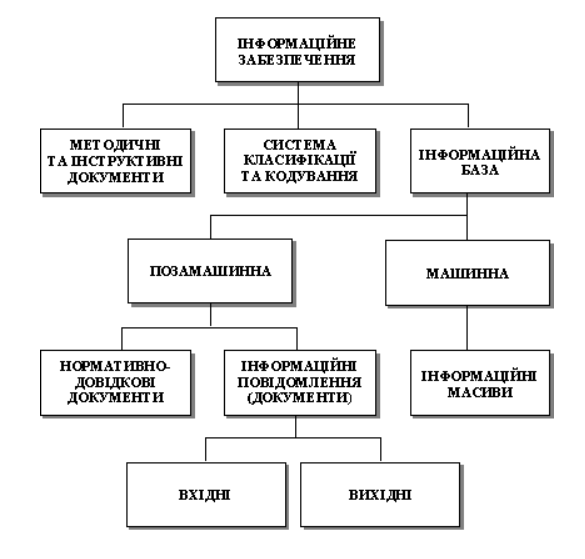 ІНФОРМАЦІЙНЕ
ЗАБЕЗПЕЧЕННЯ
МЕТОДИЧНІ
ТА ІНСТРУКТИВНІ
ДОКУМЕНТИ
СИСТЕМА
КЛАСИФІКАЦІЇ
ТА КОДУВАННЯ
ІНФОРМАЦІЙНА
БАЗА
ПОЗАМАШИННА
МАШИННА
НОРМАТИВНО-
ДОВІДКОВІ
ДОКУМЕНТИ
ІНФОРМАЦІЙНІ
ПОВІДОМЛЕННЯ
(ДОКУМЕНТИ)
ІНФОРМАЦІЙНІ
МАСИВИ
ВХІДНІ
ВИХІДНІ